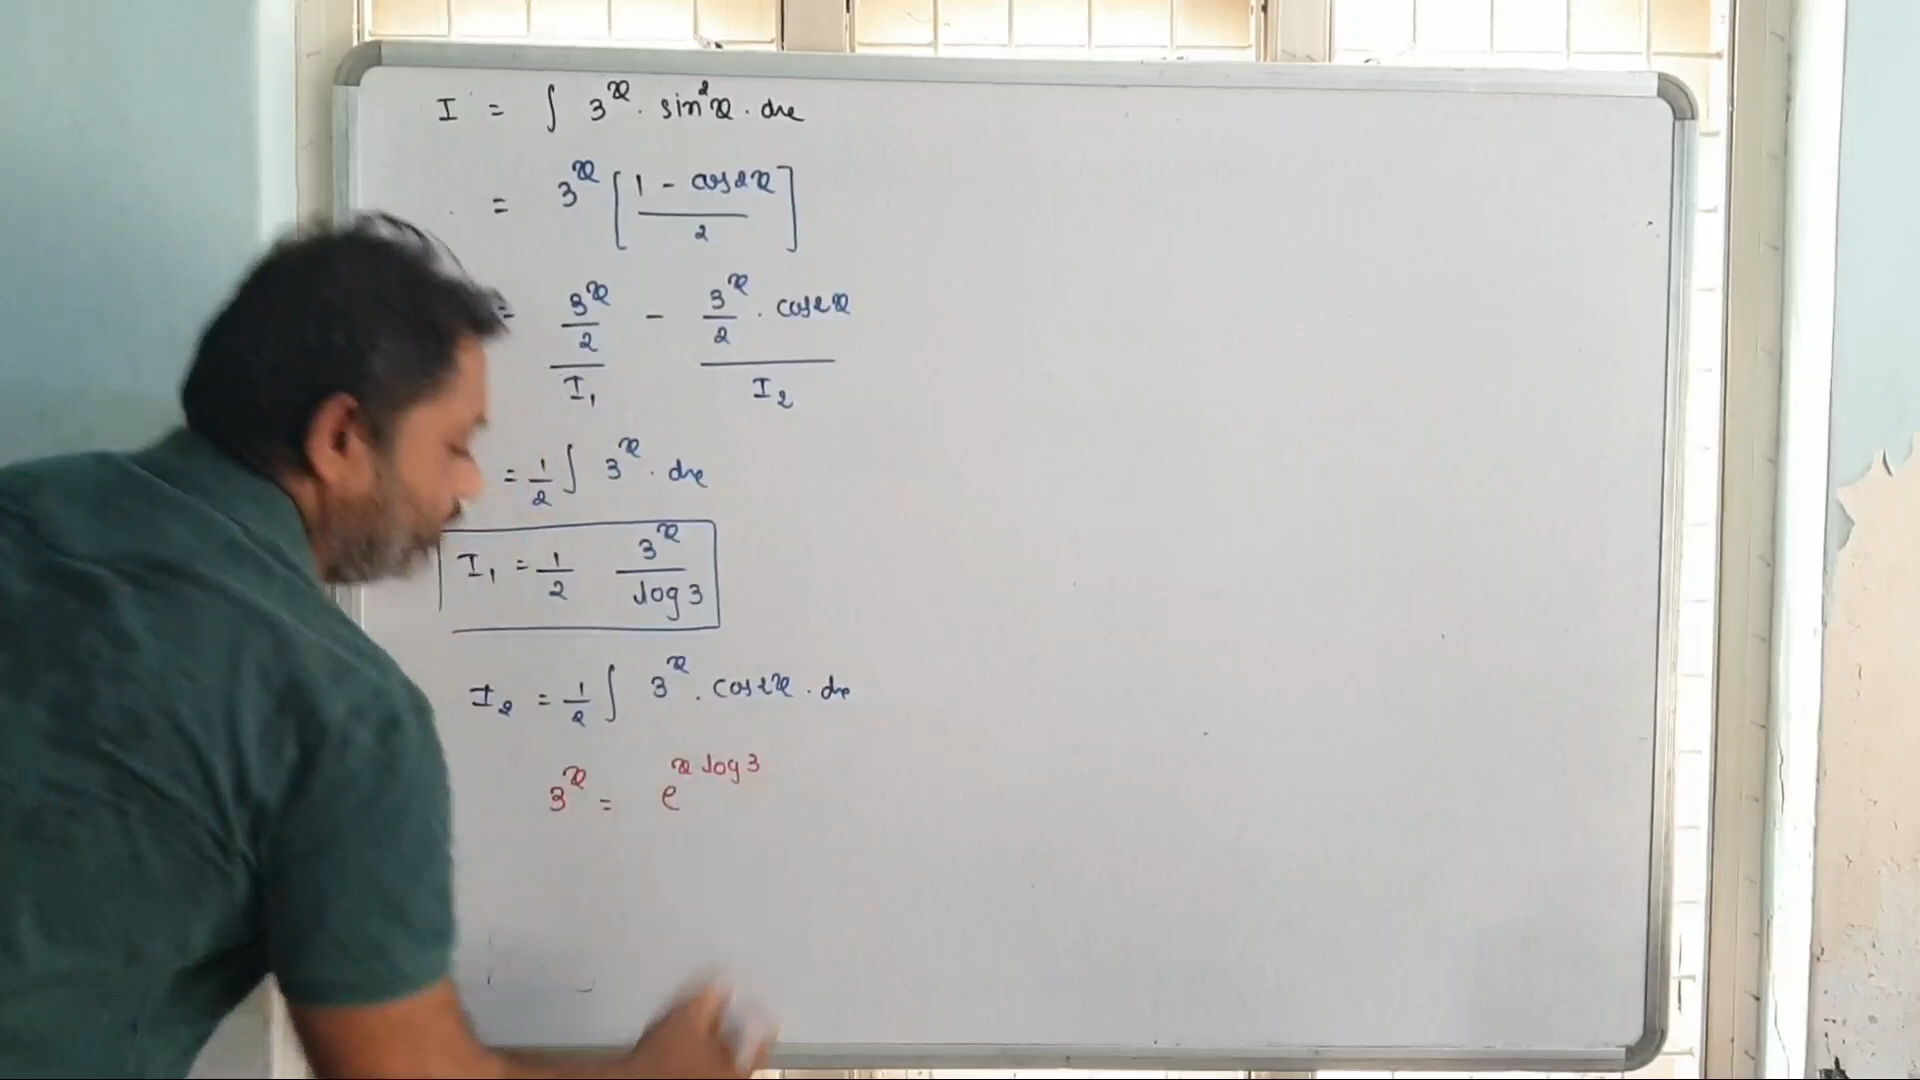 I = ∫ 3^x . sin²x . dx
= 3^x [ (1 - cos2x) / 2 ]
= 3^x / 2 - 3^x / 2 . cos2x
I₁ I₂
= 1/2 ∫ 3^x . dx
I₁ = 1/2 3^x / log3
I₂ = 1/2 ∫ 3^x . cos2x . dx
3^x = e^(x log3)